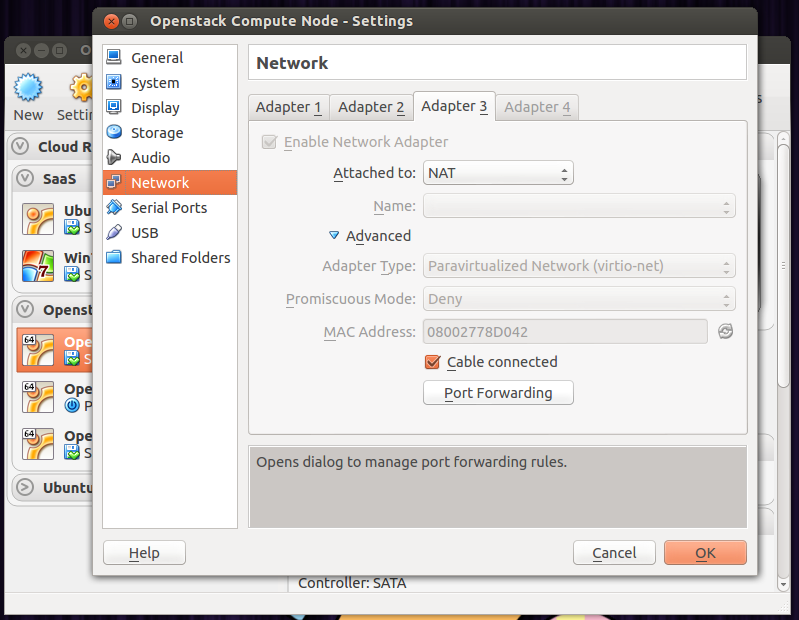 Openstack Compute Node - Settings
General
System
Display
Storage
Audio
Network
Serial Ports
USB
Shared Folders
Network
Adapter 1
Adapter 2
Adapter 3
Adapter 4
Enable Network Adapter
Attached to:
NAT
Name:
Advanced
Adapter Type:
Paravirtualized Network (virtio-net)
Promiscuous Mode:
Deny
MAC Address:
08002778D042
Cable connected
Port Forwarding
Opens dialog to manage port forwarding rules.
Help
Cancel
OK
New
Settin
Cloud R
SaaS
Ubu
S
Win
S
Openst
64
Ope
S
64
Ope
P
64
Ope
S
Ubuntu
Controller: SATA